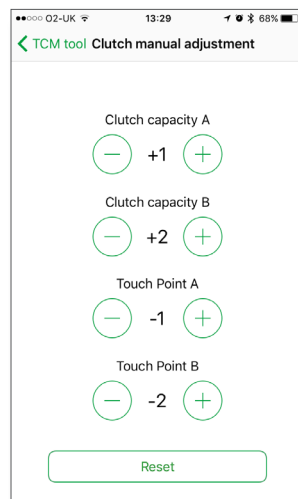 O2-UK 13:29 68%
TCM tool Clutch manual adjustment
Clutch capacity A
+1
Clutch capacity B
+2
Touch Point A
-1
Touch Point B
-2
Reset